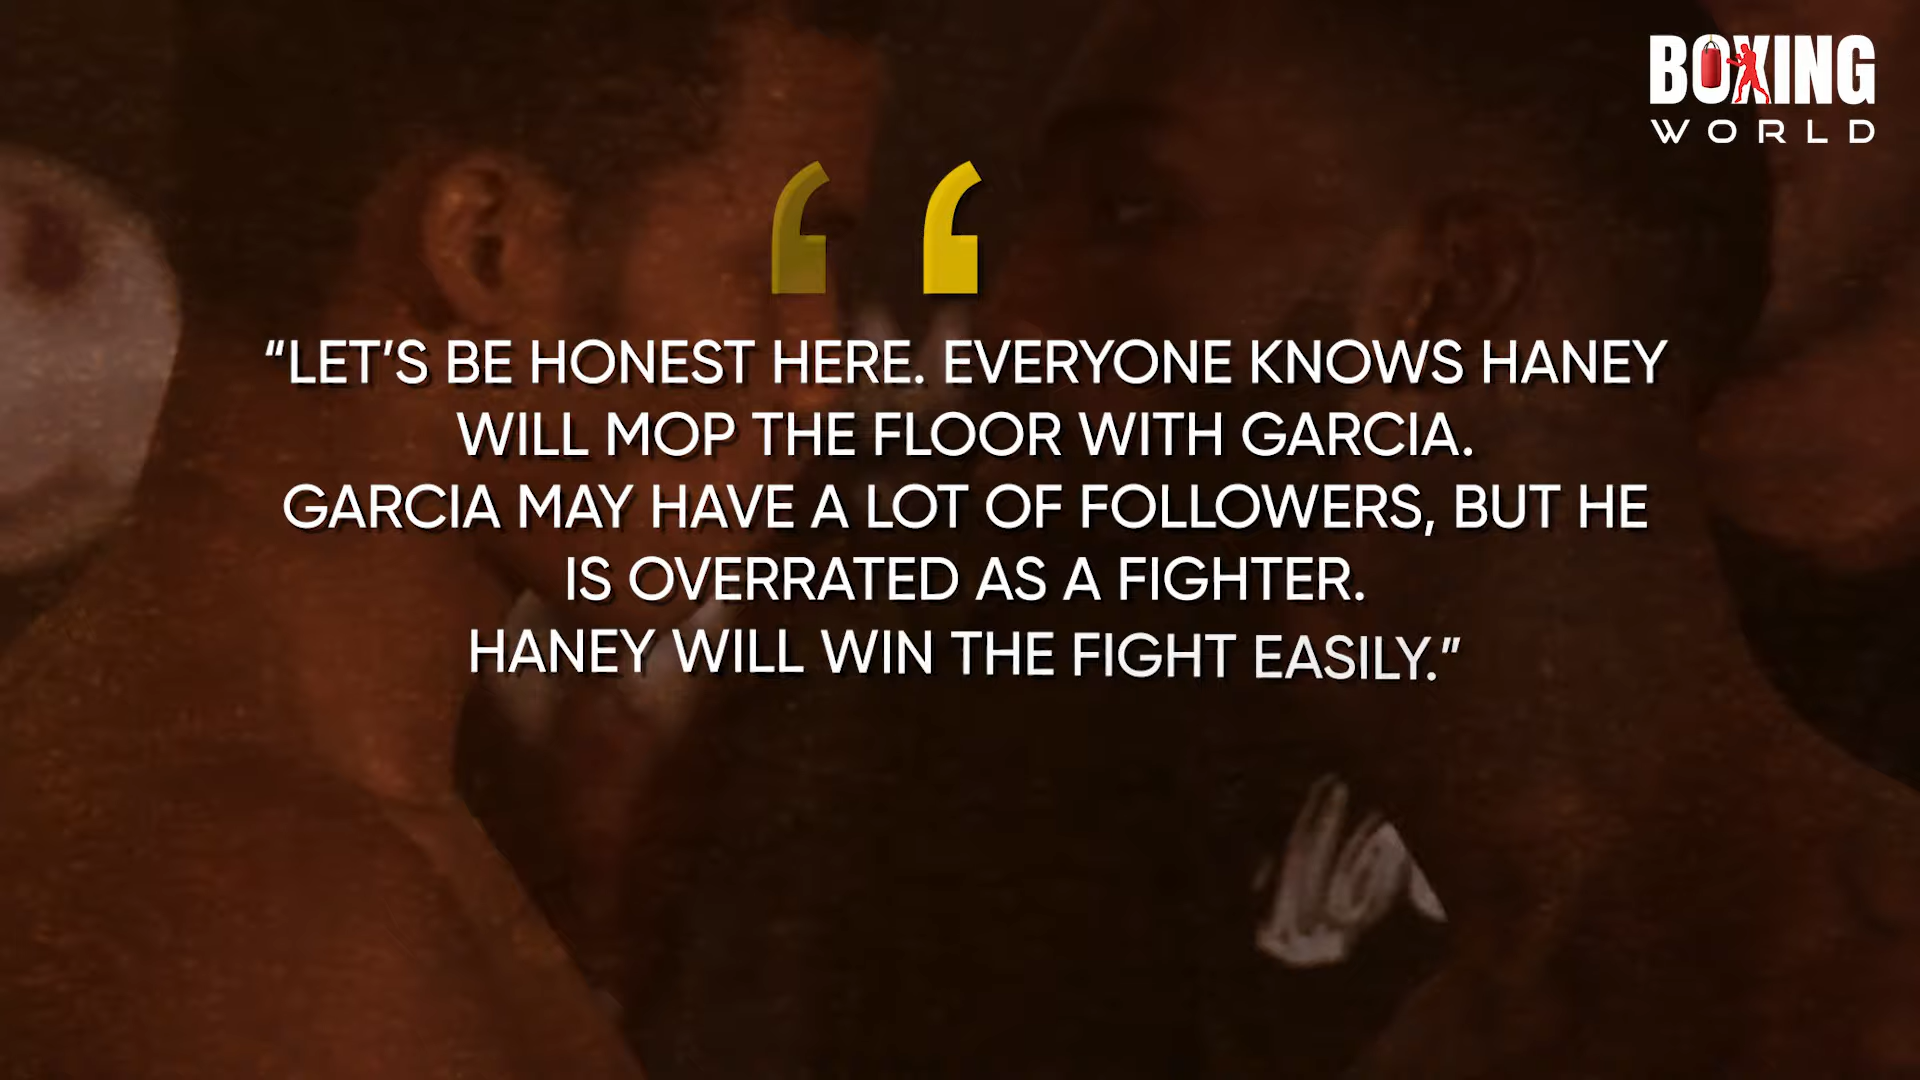 BOXING
WORLD
“
“LET’S BE HONEST HERE. EVERYONE KNOWS HANEY
WILL MOP THE FLOOR WITH GARCIA.
GARCIA MAY HAVE A LOT OF FOLLOWERS, BUT HE
IS OVERRATED AS A FIGHTER.
HANEY WILL WIN THE FIGHT EASILY.”